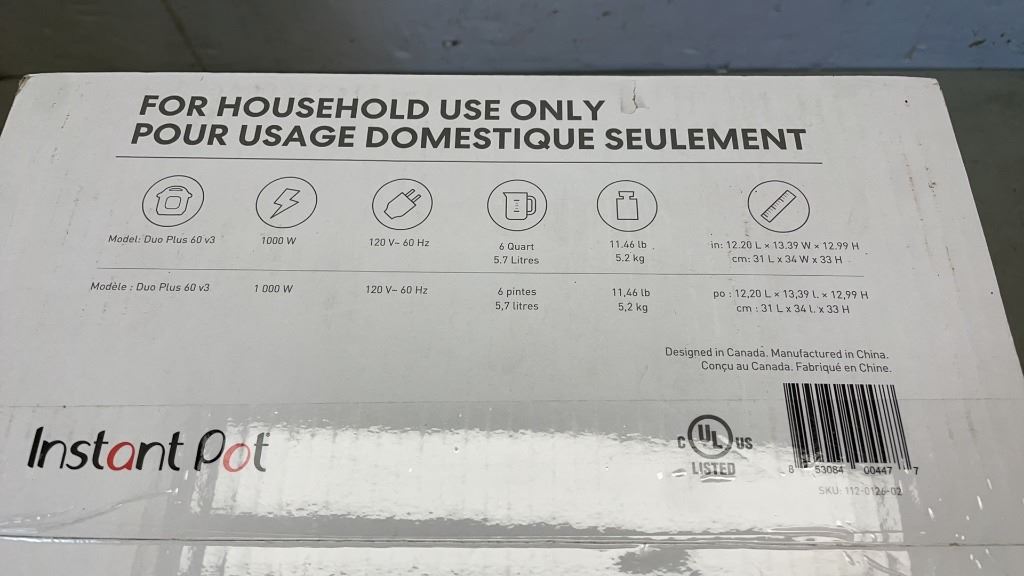 FOR HOUSEHOLD USE ONLY
POUR USAGE DOMESTIQUE SEULEMENT
Model: Duo Plus 60 v3
1000 W
120 V~ 60 Hz
6 Quart
5.7 Litres
11.46 lb
5.2 kg
in: 12.20 L × 13.39 W × 12.99 H
cm: 31 L x 34 W x 33 H
Modèle : Duo Plus 60 v3
1 000 W
120 V~ 60 Hz
6 pintes
5,7 litres
11,46 lb
5,2 kg
po : 12,20 L × 13,39 l. × 12,99 H
cm : 31 L x 34 l. x 33 H
Designed in Canada. Manufactured in China.
Conçu au Canada. Fabriqué en Chine.
Instant Pot
C UL US
LISTED
8 53084 00447 7
SKU: 112-0126-02